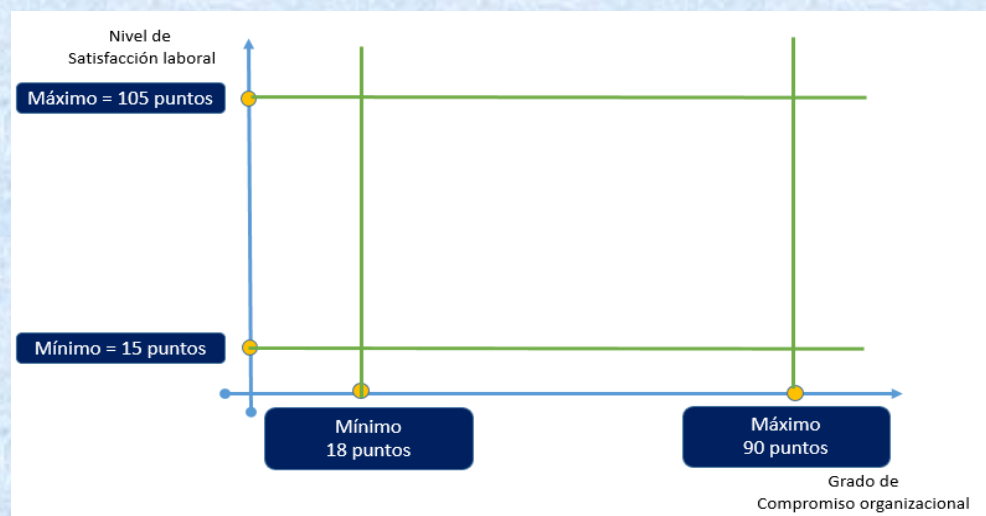 Nivel de
Satisfacción laboral
Máximo = 105 puntos
Mínimo = 15 puntos
Mínimo
18 puntos
Máximo
90 puntos
Grado de
Compromiso organizacional